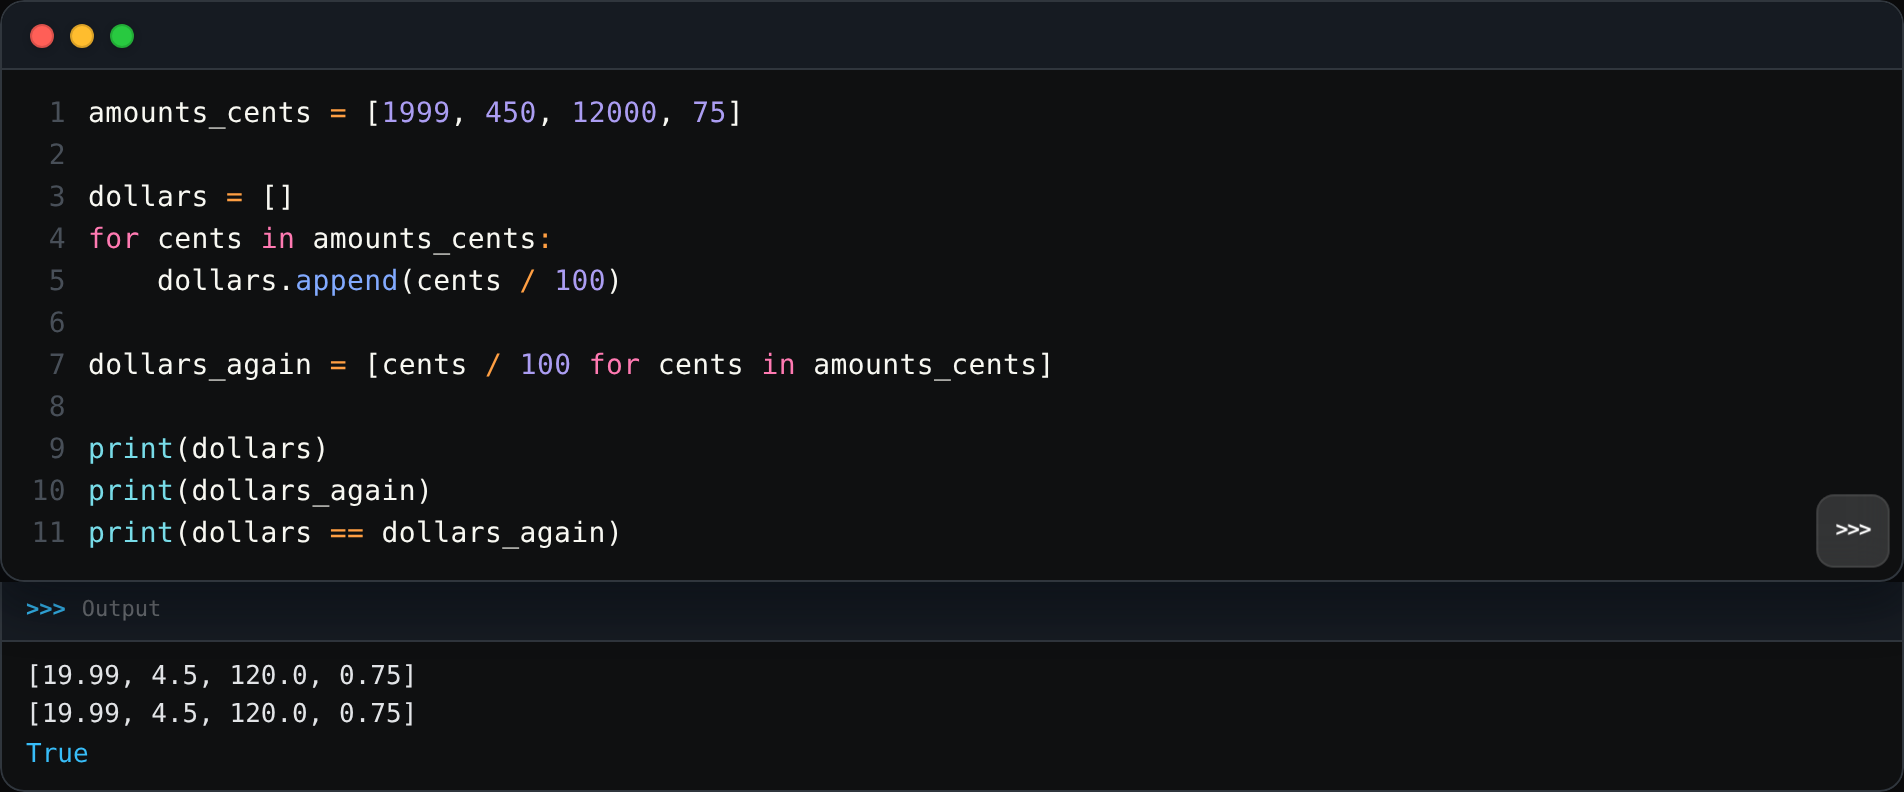 1 amounts_cents = [1999, 450, 12000, 75]
2
3 dollars = []
4 for cents in amounts_cents:
5     dollars.append(cents / 100)
6
7 dollars_again = [cents / 100 for cents in amounts_cents]
8
9 print(dollars)
10 print(dollars_again)
11 print(dollars == dollars_again)
>>>
>>> Output
[19.99, 4.5, 120.0, 0.75]
[19.99, 4.5, 120.0, 0.75]
True